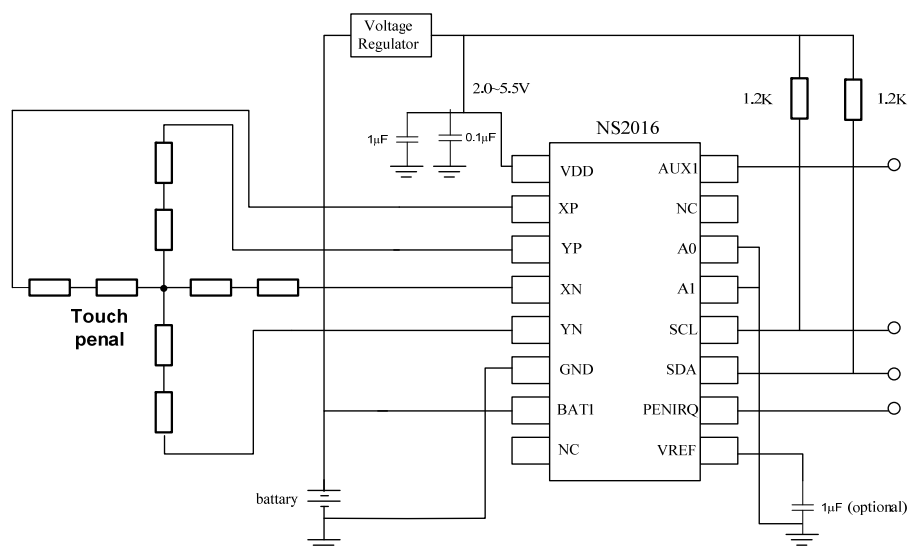 Voltage
Regulator
2.0~5.5V
1.2K
1.2K
1μF
0.1μF
NS2016
VDD
AUX1
XP
NC
YP
A0
XN
A1
Touch
penal
YN
SCL
GND
SDA
BAT1
PENIRQ
NC
VREF
battary
1μF (optional)